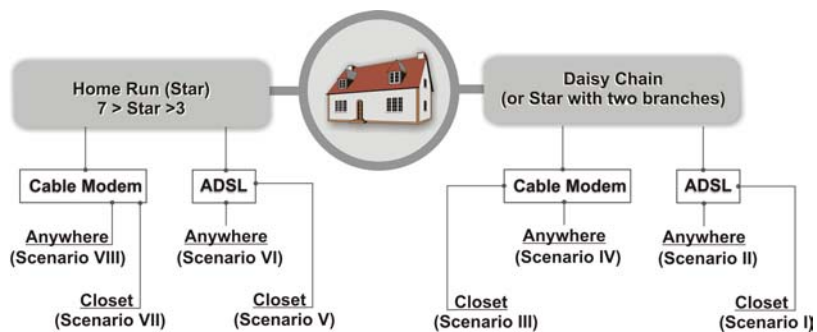 Home Run (Star)
7 > Star >3
Daisy Chain
(or Star with two branches)
Cable Modem
ADSL
Cable Modem
ADSL
Anywhere
(Scenario VIII)
Anywhere
(Scenario VI)
Anywhere
(Scenario IV)
Anywhere
(Scenario II)
Closet
(Scenario VII)
Closet
(Scenario V)
Closet
(Scenario III)
Closet
(Scenario I)